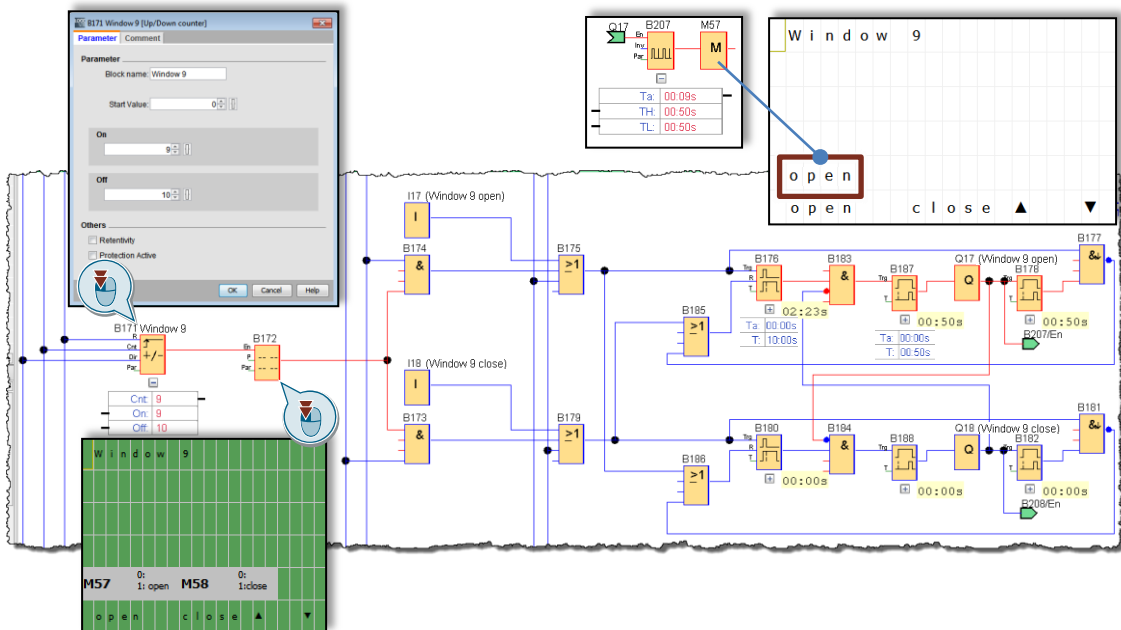 B171 Window 9 [Up/Down counter]
Parameter Comment
Parameter
Block name: Window 9
Start Value: 0
On
9
Off
10
Others
Retentivity
Protection Active
OK Cancel Help
Q17 B207 M57
En
Inv
Par
M
Ta: 00:09s
TH: 00:50s
TL: 00:50s
Window 9
open
open close ▲ ▼
I17 (Window 9 open)
I
B174
&
B175
≥1
B176
Trg
R
T
02:23s
Ta: 00:00s
T: 10:00s
B183
&
B187
Trg
T
00:50s
Ta: 00:00s
T: 00:50s
Q17 (Window 9 open)
Q
B178
Trg
T
00:50s
B207/En
B177
&↓
B185
≥1
B171 Window 9
R
Cnt
Dir
Par
+/-
Cnt: 9
On: 9
Off: 10
B172
En
P
Par
I18 (Window 9 close)
I
B173
&
B179
≥1
B186
≥1
B180
Trg
R
T
00:00s
B184
&
B188
Trg
T
00:00s
Q18 (Window 9 close)
Q
B182
Trg
T
00:00s
B208/En
B181
&↓
Window 9
M57 0: 1: open M58 0: 1:close
open close ▲ ▼